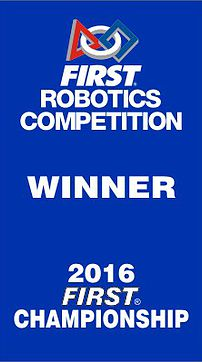 FIRST®
ROBOTICS
COMPETITION
WINNER
2016
FIRST®
CHAMPIONSHIP